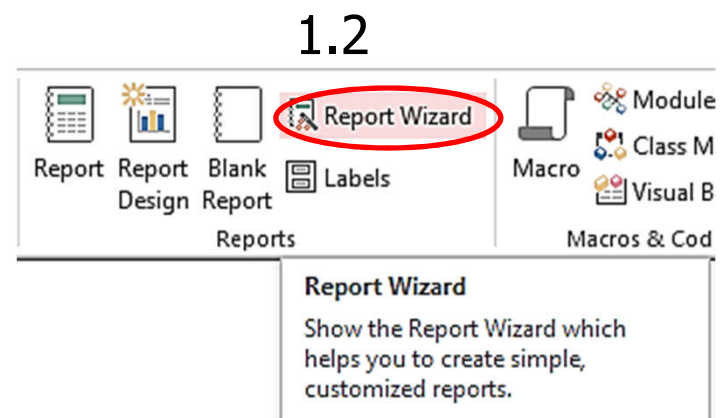 1.2
Report Wizard
Module
Report Report Blank
Design Report
Labels
Macro
Class M
Visual B
Reports
Macros & Cod
Report Wizard
Show the Report Wizard which
helps you to create simple,
customized reports.